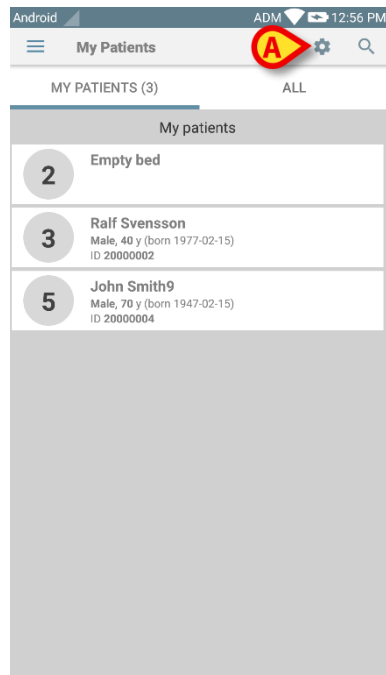 Android ADM 12:56 PM
My Patients A
MY PATIENTS (3) ALL
My patients
2 Empty bed
3 Ralf Svensson
Male, 40 y (born 1977-02-15)
ID 20000002
5 John Smith9
Male, 70 y (born 1947-02-15)
ID 20000004